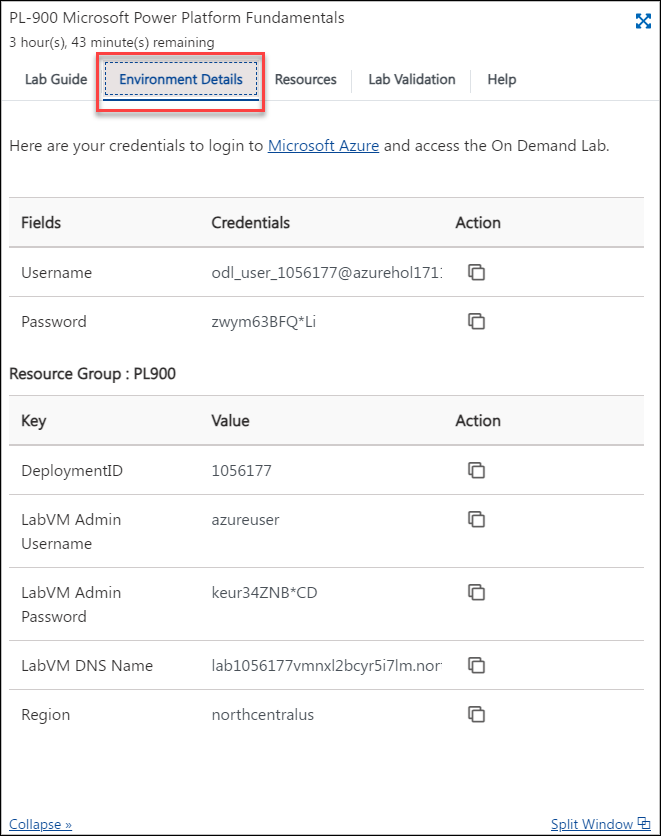 PL-900 Microsoft Power Platform Fundamentals
3 hour(s), 43 minute(s) remaining
Lab Guide Environment Details Resources Lab Validation Help
Here are your credentials to login to Microsoft Azure and access the On Demand Lab.
Fields Credentials Action
Username odl_user_1056177@azurehol1711
Password zwym63BFQ*Li
Resource Group : PL900
Key Value Action
DeploymentID 1056177
LabVM Admin azureuser
Username
LabVM Admin keur34ZNB*CD
Password
LabVM DNS Name lab1056177vmnxl2bcyr5i7lm.nor
Region northcentralus
Collapse » Split Window